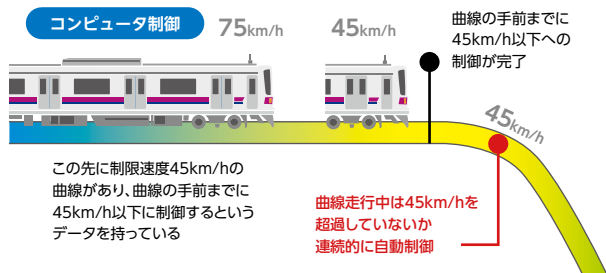 コンピュータ制御
75km/h
45km/h
曲線の手前までに
45km/h以下への
制御が完了
45km/h
この先に制限速度45km/hの
曲線があり、曲線の手前までに
45km/h以下に制御するという
データを持っている
曲線走行中は45km/hを
超過していないか
連続的に自動制御